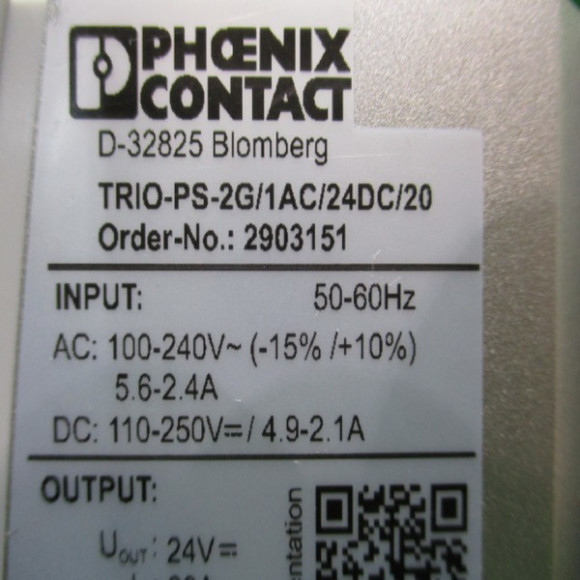 PHŒNIX
CONTACT
D-32825 Blomberg
TRIO-PS-2G/1AC/24DC/20
Order-No.: 2903151
INPUT: 50-60Hz
AC: 100-240V~ (-15% /+10%)
5.6-2.4A
DC: 110-250V⎓/ 4.9-2.1A
OUTPUT:
UOUT: 24V⎓